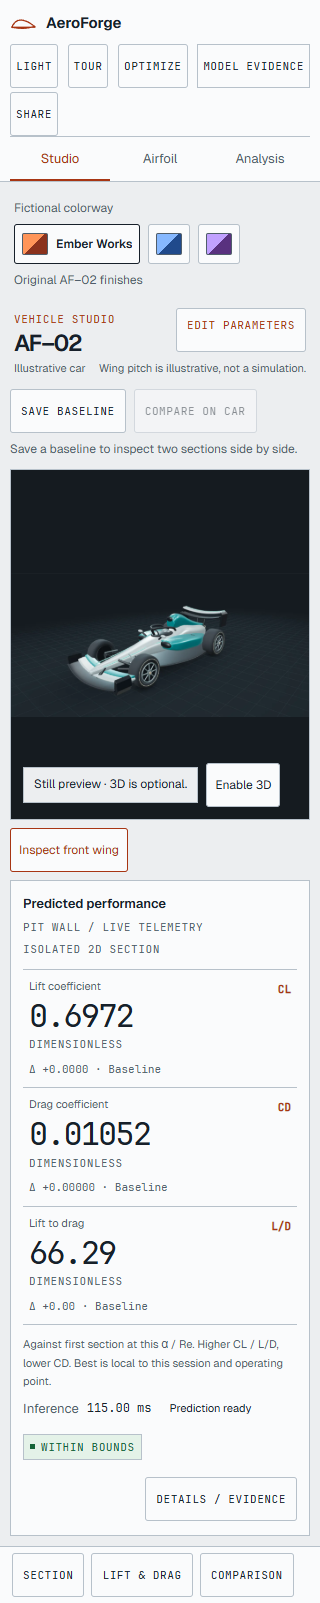 AeroForge
LIGHT TOUR OPTIMIZE MODEL EVIDENCE
SHARE
Studio Airfoil Analysis
Fictional colorway
Ember Works
Original AF–02 finishes
VEHICLE STUDIO
AF–02
EDIT PARAMETERS
Illustrative car Wing pitch is illustrative, not a simulation.
SAVE BASELINE COMPARE ON CAR
Save a baseline to inspect two sections side by side.
Still preview · 3D is optional. Enable 3D
Inspect front wing
Predicted performance
PIT WALL / LIVE TELEMETRY
ISOLATED 2D SECTION
Lift coefficient CL
0.6972
DIMENSIONLESS
Δ +0.0000 · Baseline
Drag coefficient CD
0.01052
DIMENSIONLESS
Δ +0.00000 · Baseline
Lift to drag L/D
66.29
DIMENSIONLESS
Δ +0.00 · Baseline
Against first section at this α / Re. Higher CL / L/D,
lower CD. Best is local to this session and operating
point.
Inference 115.00 ms Prediction ready
WITHIN BOUNDS
DETAILS / EVIDENCE
SECTION LIFT & DRAG COMPARISON